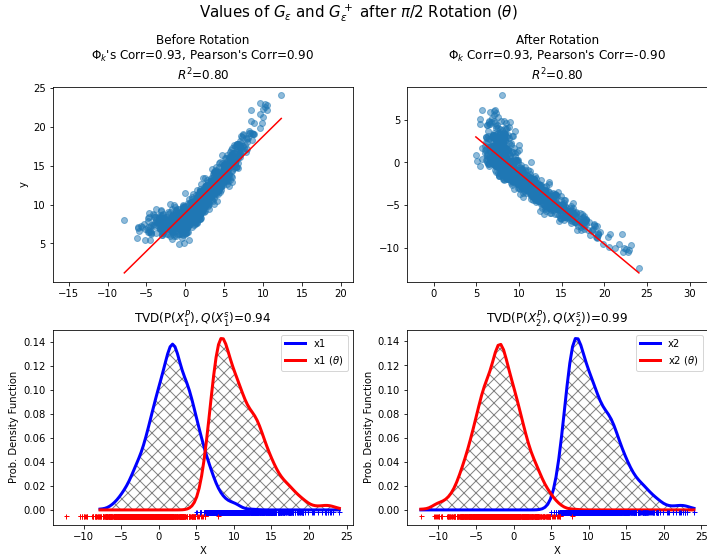 Values of G_ε and G_ε^+ after π/2 Rotation (θ)
Before Rotation
Φ_k's Corr=0.93, Pearson's Corr=0.90
R²=0.80
25
20
15
10
5
y
−15 −10 −5 0 5 10 15 20
After Rotation
Φ_k Corr=0.93, Pearson's Corr=-0.90
R²=0.80
5
0
−5
−10
0 5 10 15 20 25 30
TVD(P(X_1^p), Q(X_1^s)=0.94
x1
x1 (θ)
0.14
0.12
0.10
0.08
0.06
0.04
0.02
0.00
Prob. Density Function
−10 −5 0 5 10 15 20 25
X
TVD(P(X_2^p), Q(X_2^s))=0.99
x2
x2 (θ)
0.14
0.12
0.10
0.08
0.06
0.04
0.02
0.00
Prob. Density Function
−10 −5 0 5 10 15 20 25
X